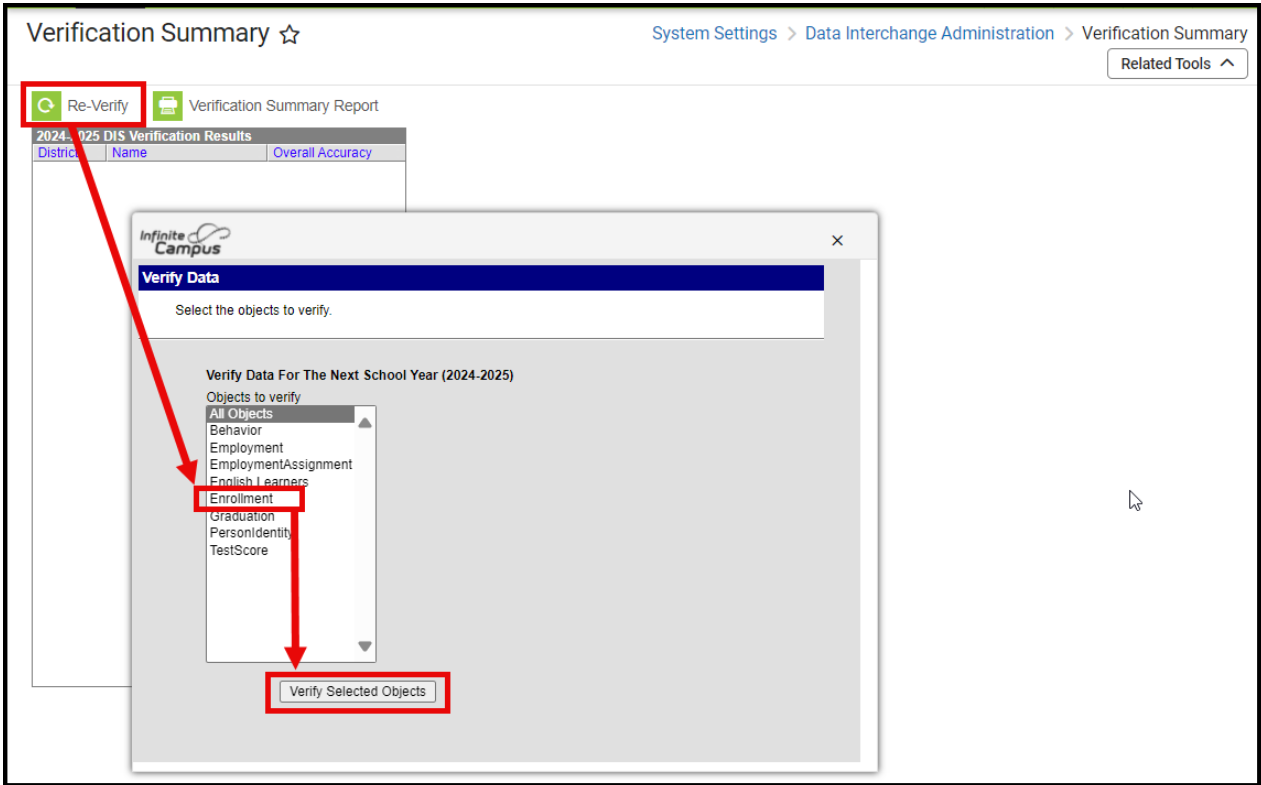 Verification Summary
System Settings > Data Interchange Administration > Verification Summary
Related Tools
Re-Verify
Verification Summary Report
2024-2025 DIS Verification Results
District Name Overall Accuracy
Infinite
Campus
Verify Data
Select the objects to verify.
Verify Data For The Next School Year (2024-2025)
Objects to verify
All Objects
Behavior
Employment
EmploymentAssignment
English Learners
Enrollment
Graduation
PersonIdentity
TestScore
Verify Selected Objects